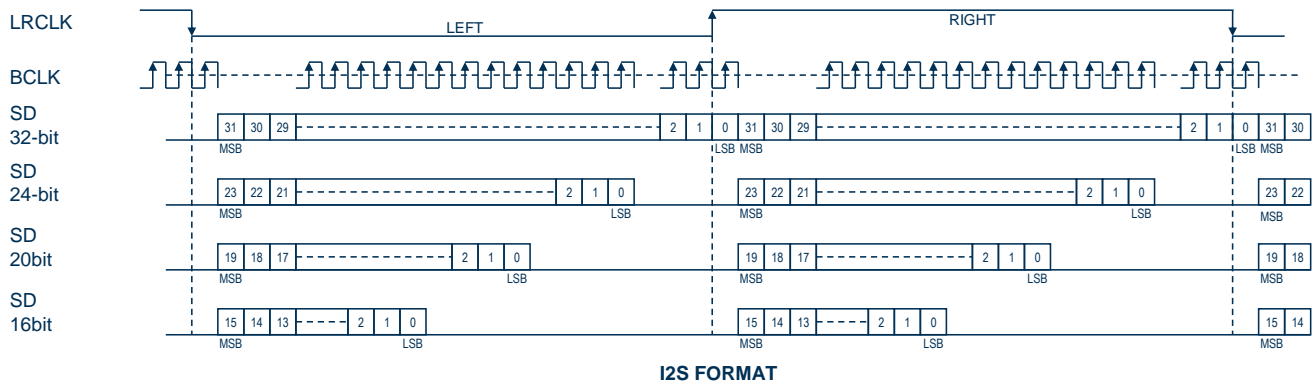 LRCLK
LEFT
RIGHT
BCLK
SD
32-bit
31 30 29 2 1 0 31 30 29 2 1 0 31 30
MSB LSB MSB LSB MSB
SD
24-bit
23 22 21 2 1 0 23 22 21 2 1 0 23 22
MSB LSB MSB LSB MSB
SD
20bit
19 18 17 2 1 0 19 18 17 2 1 0 19 18
MSB LSB MSB LSB MSB
SD
16bit
15 14 13 2 1 0 15 14 13 2 1 0 15 14
MSB LSB MSB LSB MSB
I2S FORMAT